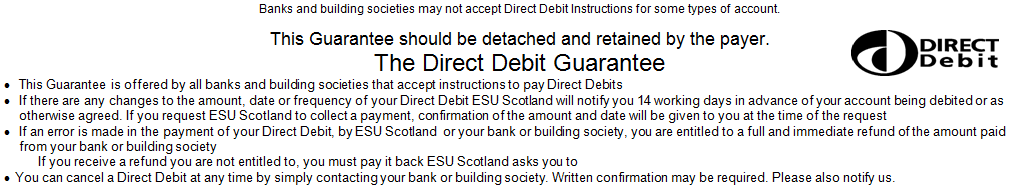 Banks and building societies may not accept Direct Debit Instructions for some types of account.
This Guarantee should be detached and retained by the payer.
The Direct Debit Guarantee
DIRECT
Debit
• This Guarantee is offered by all banks and building societies that accept instructions to pay Direct Debits
• If there are any changes to the amount, date or frequency of your Direct Debit ESU Scotland will notify you 14 working days in advance of your account being debited or as
otherwise agreed. If you request ESU Scotland to collect a payment, confirmation of the amount and date will be given to you at the time of the request
• If an error is made in the payment of your Direct Debit, by ESU Scotland or your bank or building society, you are entitled to a full and immediate refund of the amount paid
from your bank or building society
If you receive a refund you are not entitled to, you must pay it back ESU Scotland asks you to
• You can cancel a Direct Debit at any time by simply contacting your bank or building society. Written confirmation may be required. Please also notify us.